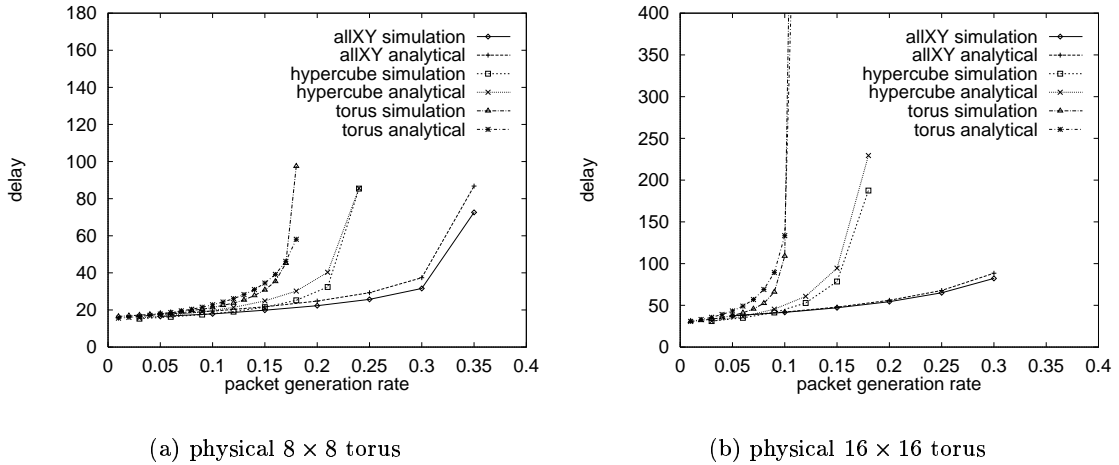 180
160
140
120
100
80
60
40
20
0
delay
allXY simulation
allXY analytical
hypercube simulation
hypercube analytical
torus simulation
torus analytical
0 0.05 0.1 0.15 0.2 0.25 0.3 0.35 0.4
packet generation rate
(a) physical 8 × 8 torus
400
350
300
250
200
150
100
50
0
delay
allXY simulation
allXY analytical
hypercube simulation
hypercube analytical
torus simulation
torus analytical
0 0.05 0.1 0.15 0.2 0.25 0.3 0.35 0.4
packet generation rate
(b) physical 16 × 16 torus